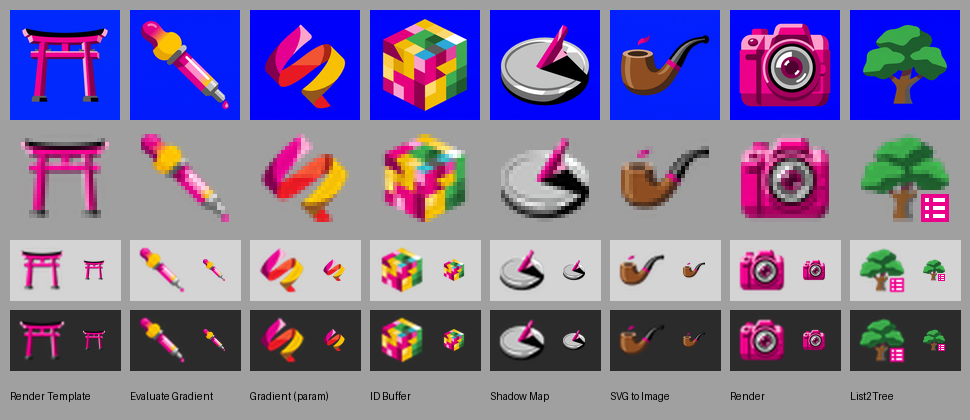 Render Template
Evaluate Gradient
Gradient (param)
ID Buffer
Shadow Map
SVG to Image
Render
List2Tree